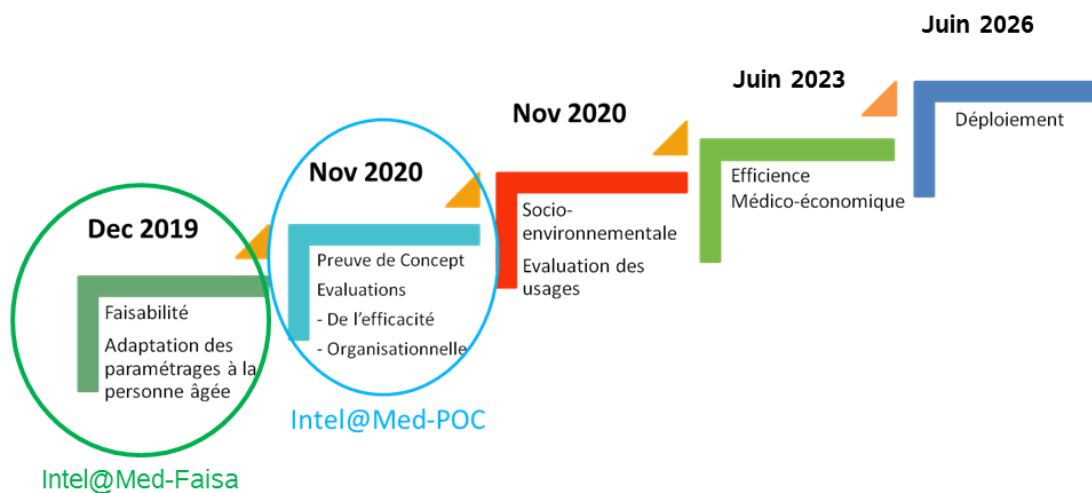 Dec 2019
Faisabilité
Adaptation des
paramétrages à la
personne âgée
Intel@Med-Faisa
Nov 2020
Preuve de Concept
Evaluations
- De l’efficacité
- Organisationnelle
Intel@Med-POC
Nov 2020
Socio-
environnementale
Evaluation des
usages
Juin 2023
Efficience
Médico-économique
Juin 2026
Déploiement